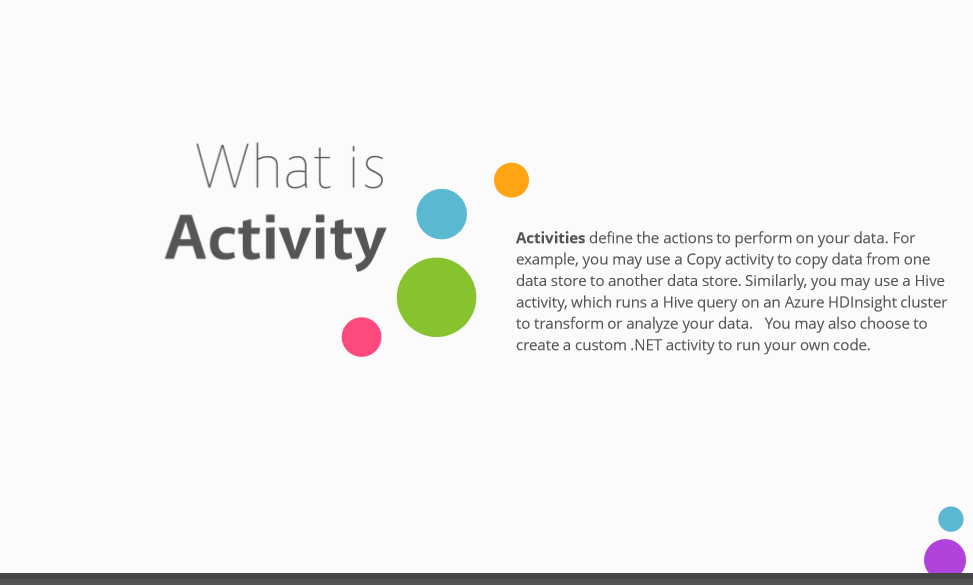 What is
Activity
Activities define the actions to perform on your data. For
example, you may use a Copy activity to copy data from one
data store to another data store. Similarly, you may use a Hive
activity, which runs a Hive query on an Azure HDInsight cluster
to transform or analyze your data.   You may also choose to
create a custom .NET activity to run your own code.